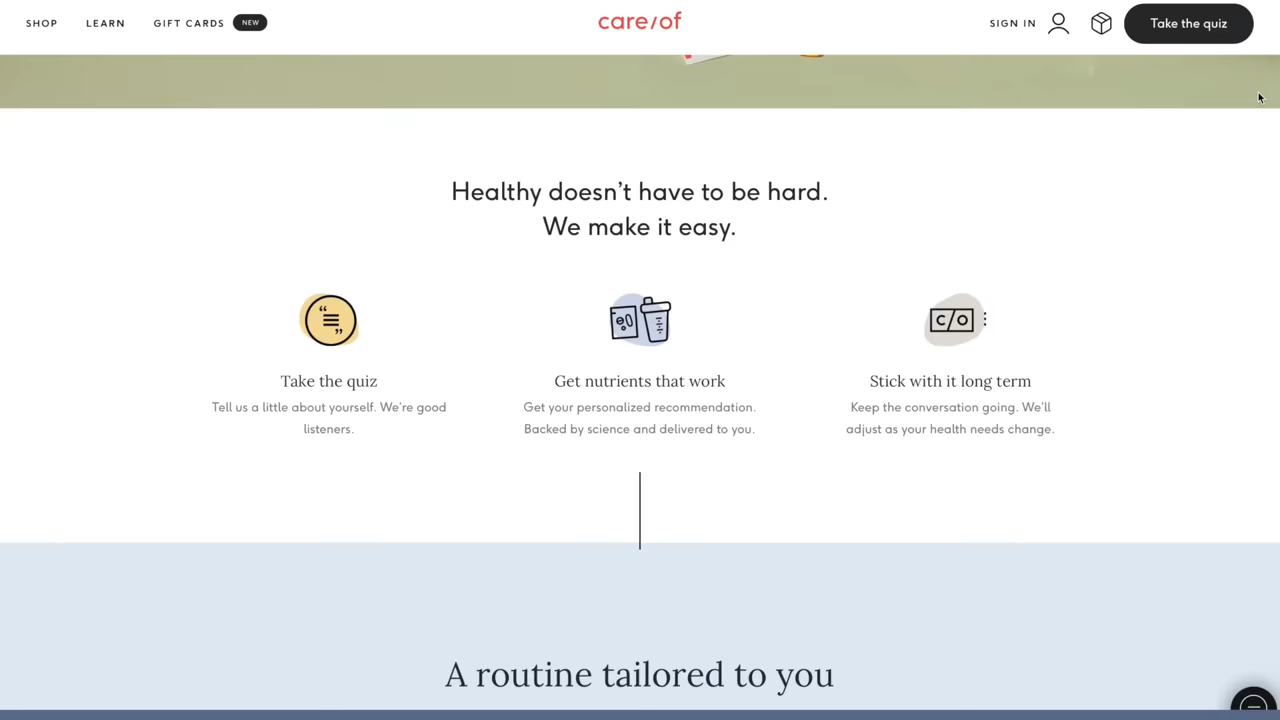 SHOP LEARN GIFT CARDS NEW care/of SIGN IN Take the quiz
Healthy doesn't have to be hard.
We make it easy.
“ ”
c/o
Take the quiz
Tell us a little about yourself. We're good
listeners.
Get nutrients that work
Get your personalized recommendation.
Backed by science and delivered to you.
Stick with it long term
Keep the conversation going. We'll
adjust as your health needs change.
A routine tailored to you